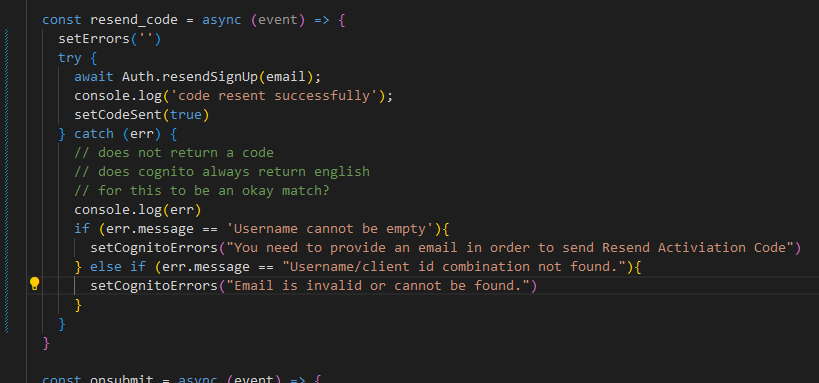 const resend_code = async (event) => {
setErrors('')
try {
await Auth.resendSignUp(email);
console.log('code resent successfully');
setCodeSent(true)
} catch (err) {
// does not return a code
// does cognito always return english
// for this to be an okay match?
console.log(err)
if (err.message == 'Username cannot be empty'){
setCognitoErrors("You need to provide an email in order to send Resend Activiation Code")
} else if (err.message == "Username/client id combination not found."){
setCognitoErrors("Email is invalid or cannot be found.")
}
}
}
const onsubmit = async (event) => {